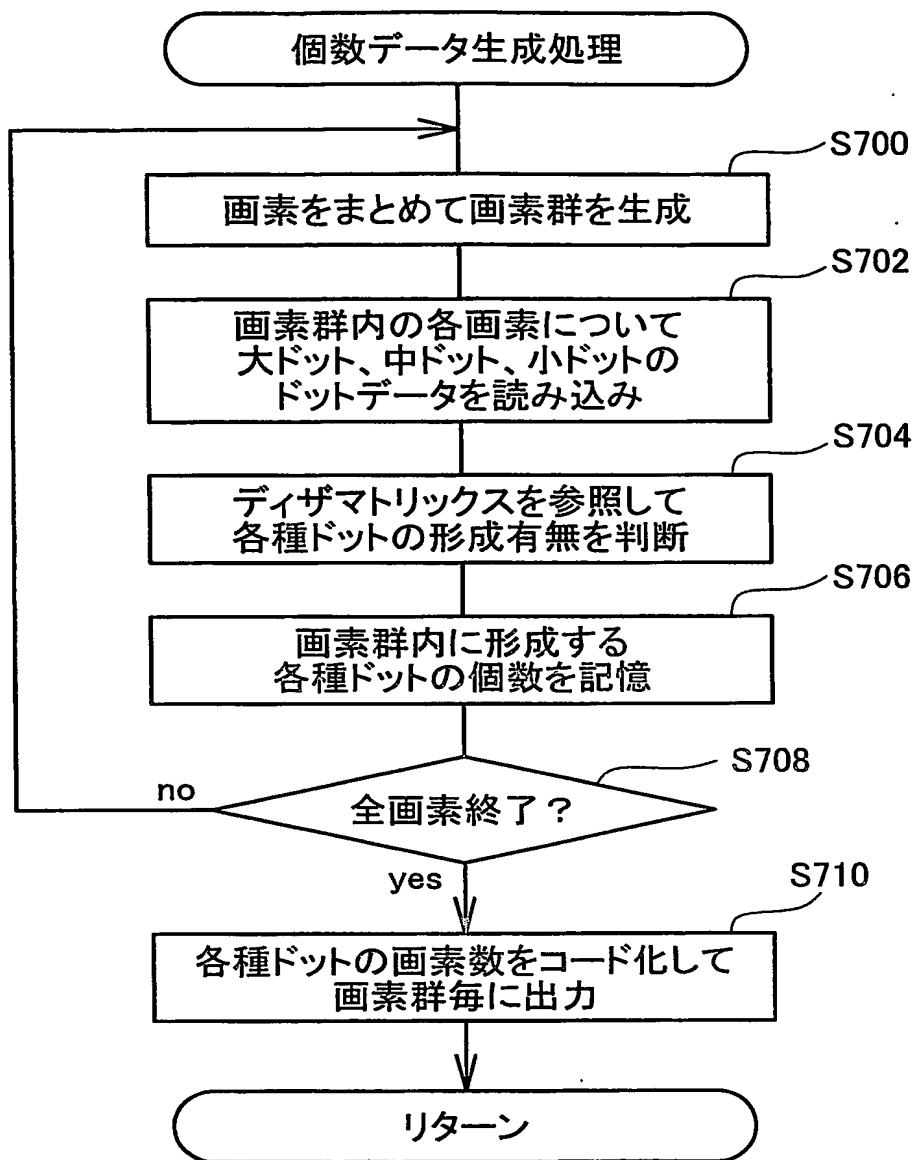 個数データ生成処理
S700
画素をまとめて画素群を生成
S702
画素群内の各画素について
大ドット、中ドット、小ドットの
ドットデータを読み込み
S704
ディザマトリックスを参照して
各種ドットの形成有無を判断
S706
画素群内に形成する
各種ドットの個数を記憶
S708
no
全画素終了？
yes
S710
各種ドットの画素数をコード化して
画素群毎に出力
リターン